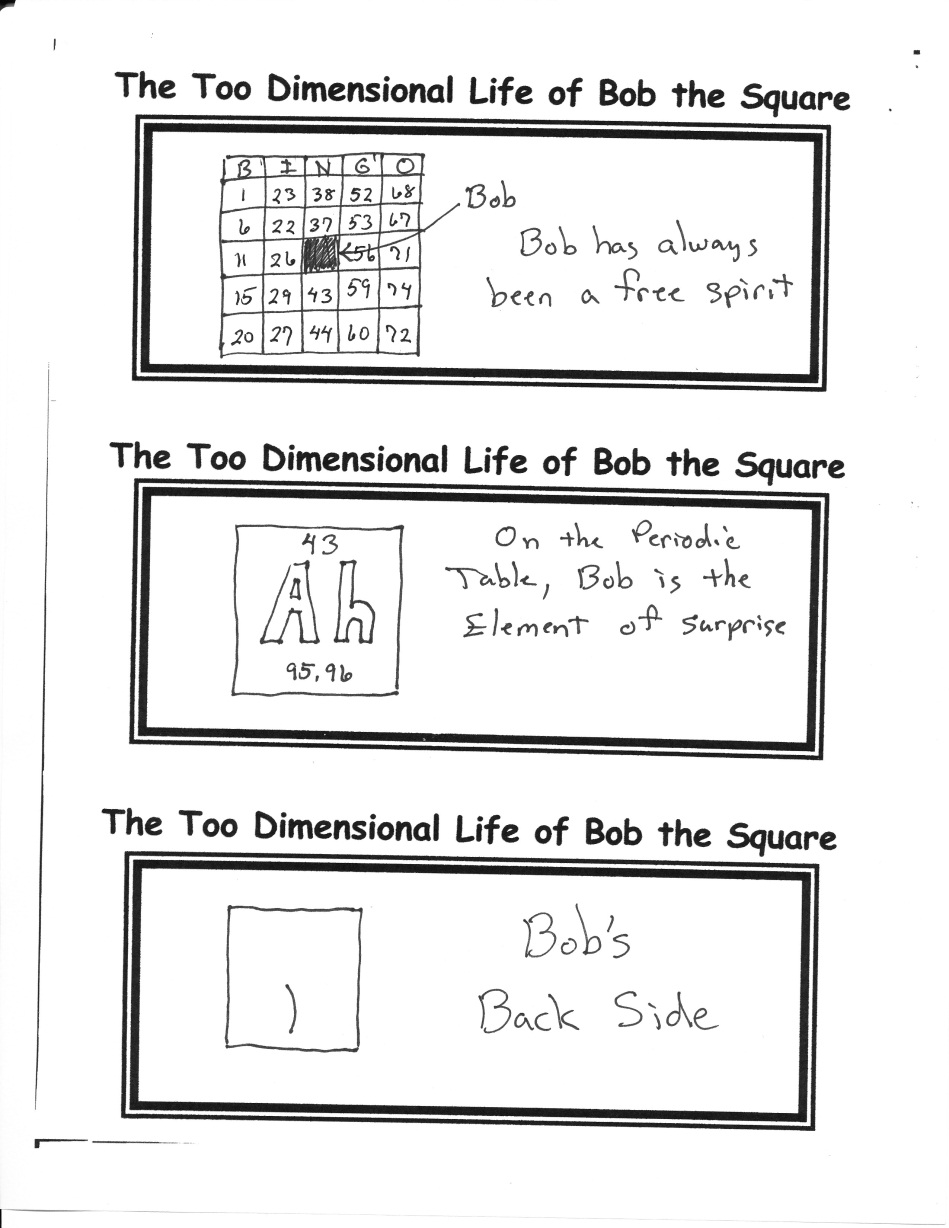 The Too Dimensional Life of Bob the Square
B I N G O
1 23 38 52 68
6 22 37 53 67
11 26 56 71
15 29 43 59 74
20 27 44 60 72
Bob
Bob has always
been a free spirit
The Too Dimensional Life of Bob the Square
43
Ah
95,96
On the Periodic
Table, Bob is the
Element of surprise
The Too Dimensional Life of Bob the Square
)
Bob's
Back Side